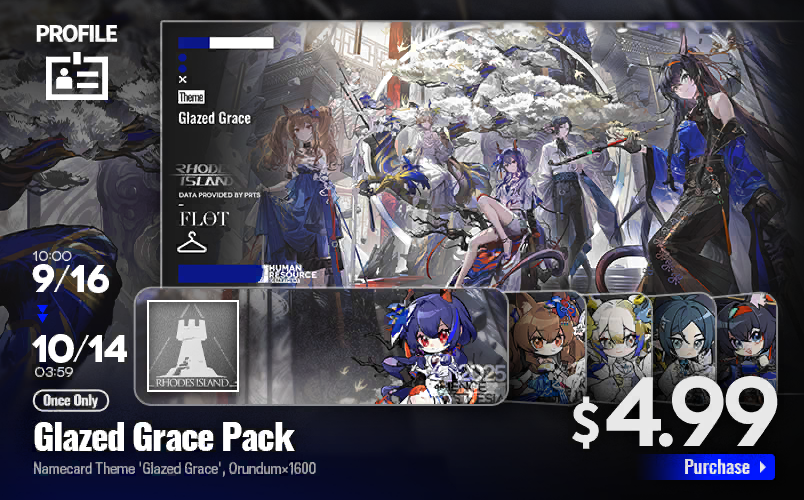 PROFILE
Theme
Glazed Grace
RHODES
ISLAND
DATA PROVIDED BY PRTS
FLOT
HUMAN
RESOURCE
10:00
9/16
10/14
03:59
RHODES ISLAND
2025
Once Only
Glazed Grace Pack
Namecard Theme 'Glazed Grace', Orundum×1600
$4.99
Purchase